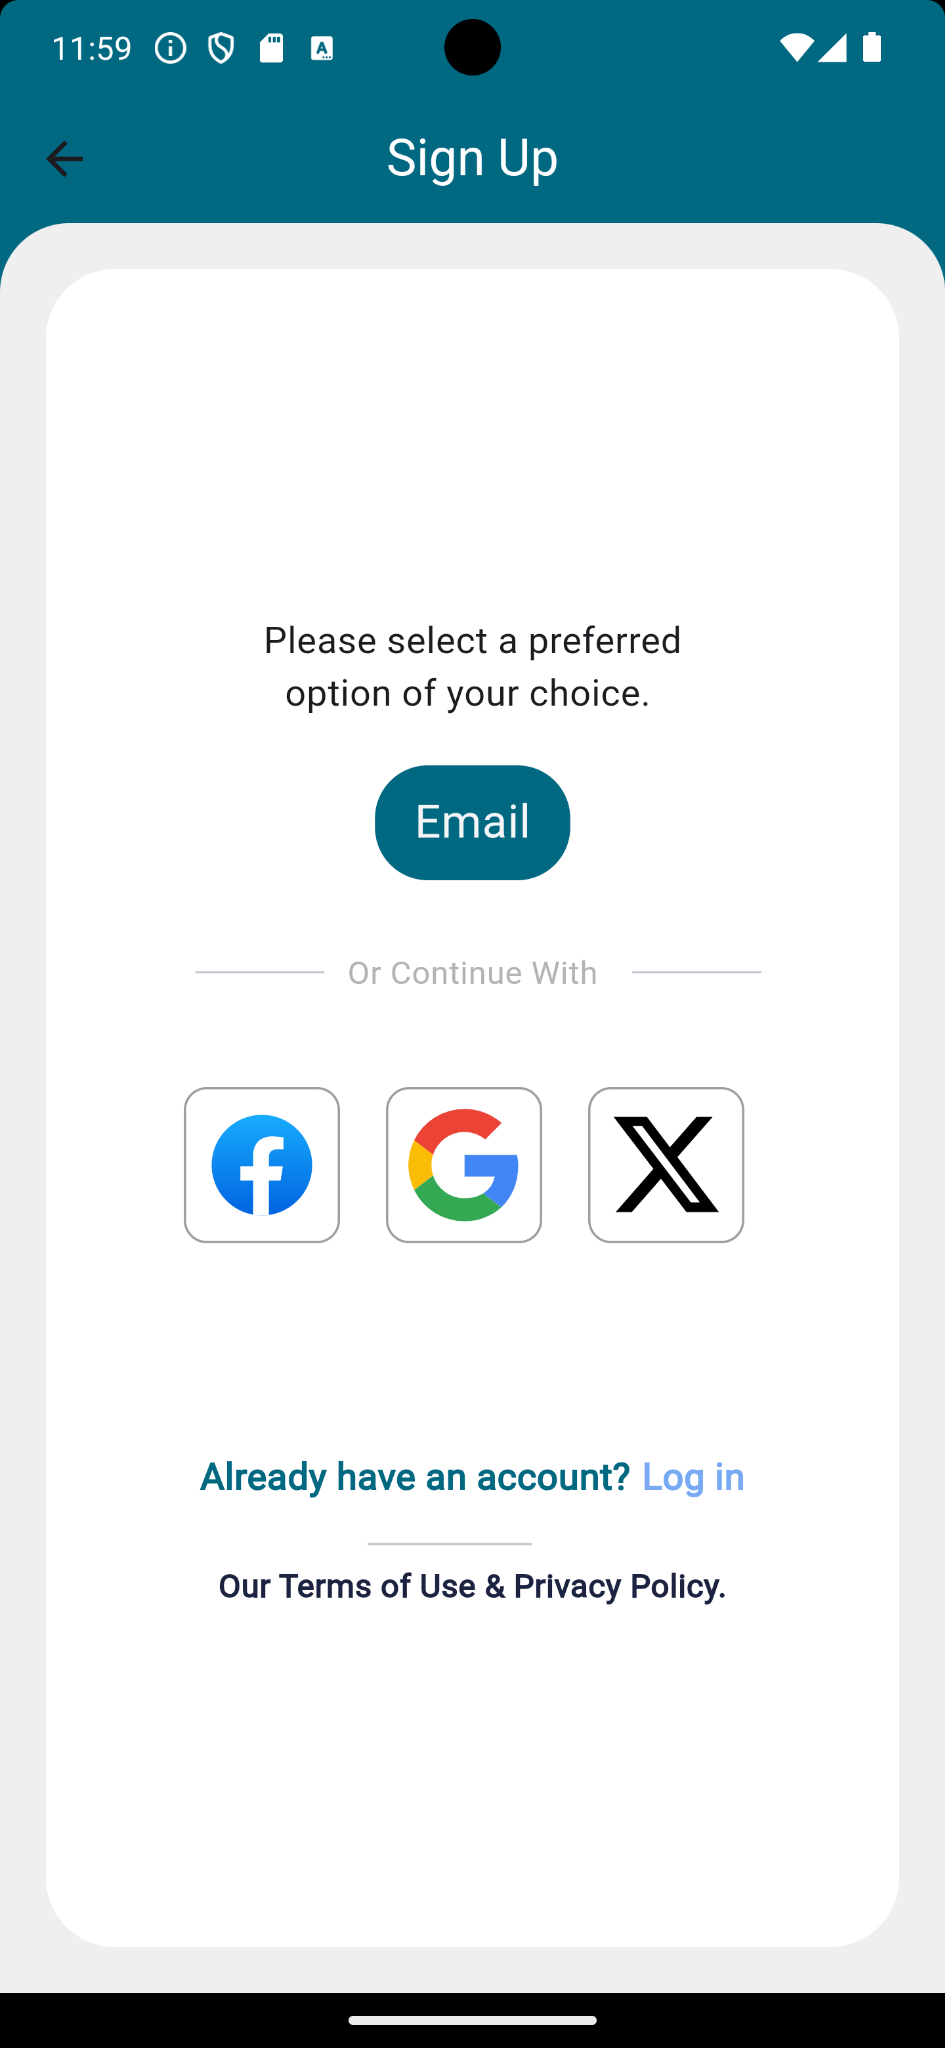 11:59
Sign Up
Please select a preferred
option of your choice.
Email
Or Continue With
Already have an account? Log in
Our Terms of Use & Privacy Policy.